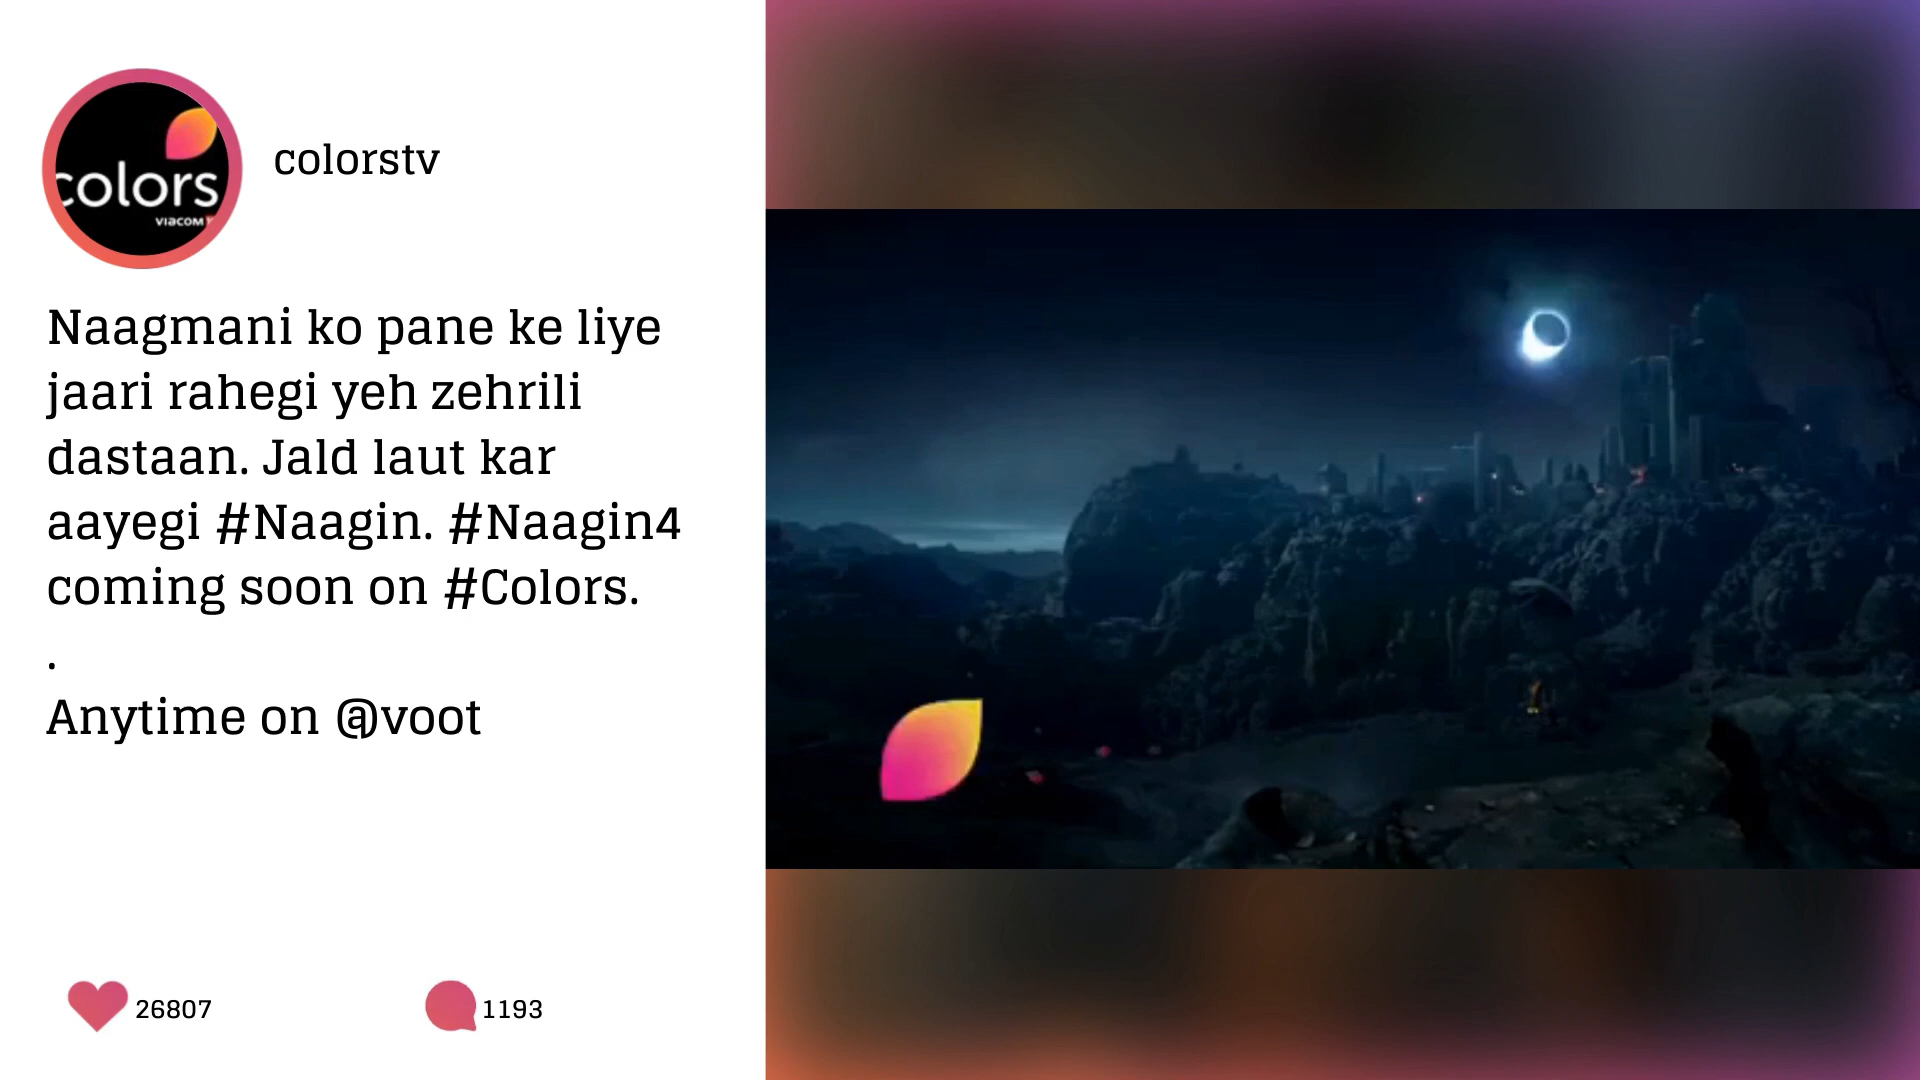 colors
VIACOM
colorstv
Naagmani ko pane ke liye
jaari rahegi yeh zehrili
dastaan. Jald laut kar
aayegi #Naagin. #Naagin4
coming soon on #Colors.
.
Anytime on @voot
26807
1193